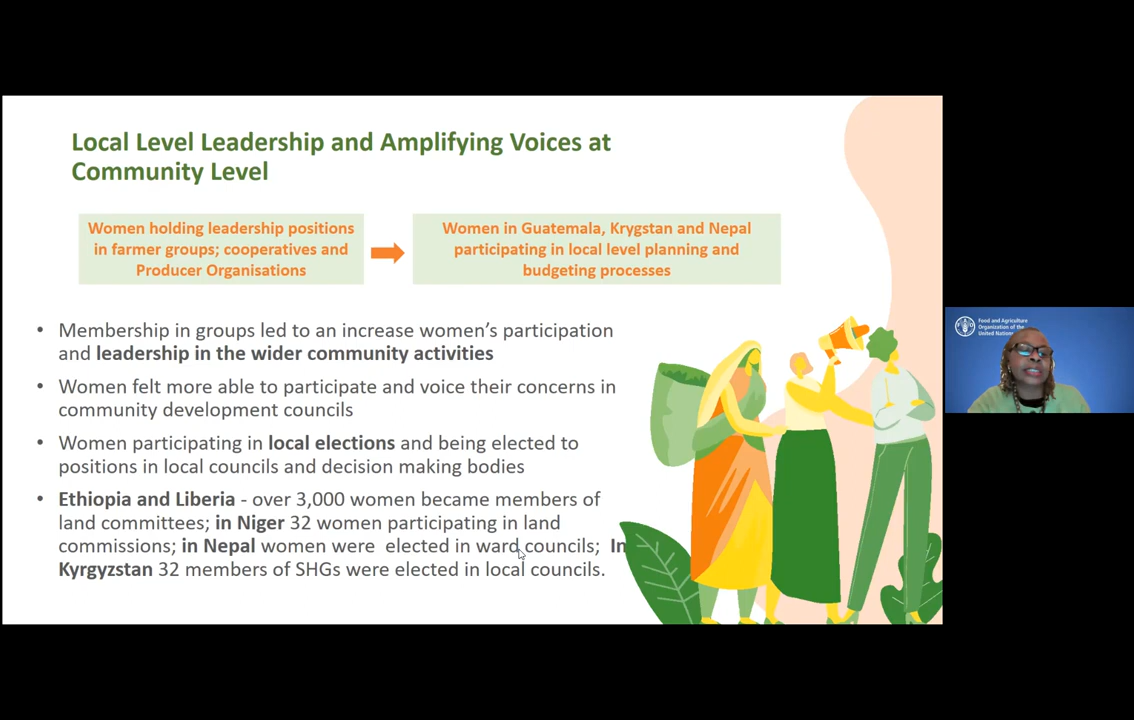 Local Level Leadership and Amplifying Voices at
Community Level
Women holding leadership positions
in farmer groups; cooperatives and
Producer Organisations
Women in Guatemala, Krygstan and Nepal
participating in local level planning and
budgeting processes
• Membership in groups led to an increase women's participation
and leadership in the wider community activities
• Women felt more able to participate and voice their concerns in
community development councils
• Women participating in local elections and being elected to
positions in local councils and decision making bodies
• Ethiopia and Liberia - over 3,000 women became members of
land committees; in Niger 32 women participating in land
commissions; in Nepal women were elected in ward councils; In
Kyrgyzstan 32 members of SHGs were elected in local councils.
Food and Agriculture
Organization of the
United Nations